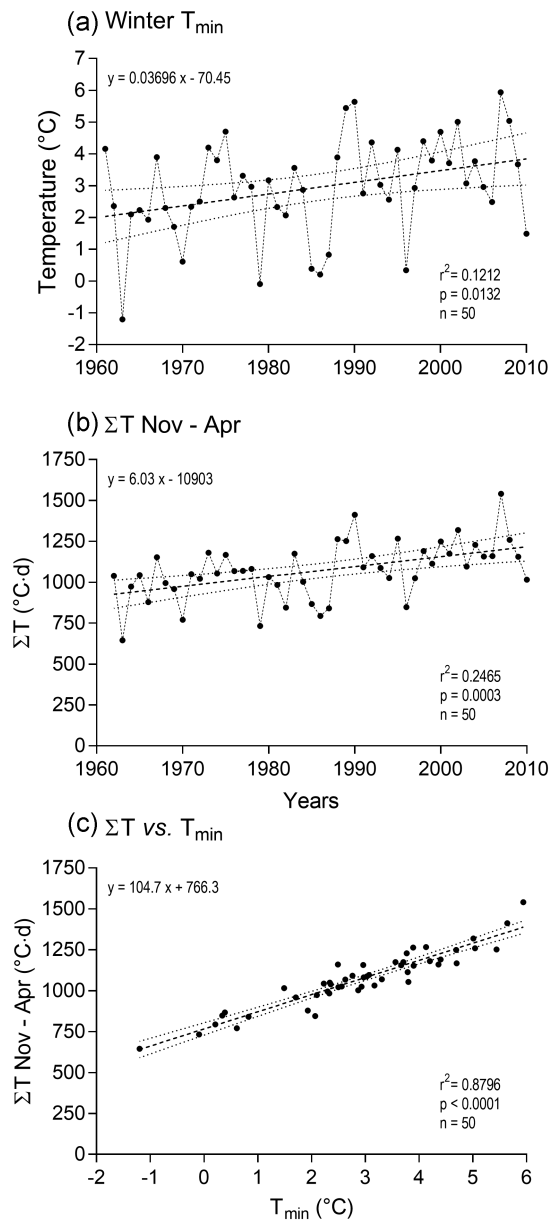 (a) Winter Tmin
y = 0.03696 x - 70.45
Temperature (°C)
7
6
5
4
3
2
1
0
-1
-2
r2 = 0.1212
p = 0.0132
n = 50
1960 1970 1980 1990 2000 2010
(b) ΣT Nov - Apr
y = 6.03 x - 10903
ΣT (°C·d)
1750
1500
1250
1000
750
500
250
0
r2 = 0.2465
p = 0.0003
n = 50
1960 1970 1980 1990 2000 2010
Years
(c) ΣT vs. Tmin
y = 104.7 x + 766.3
ΣT Nov - Apr (°C·d)
1750
1500
1250
1000
750
500
250
0
r2 = 0.8796
p < 0.0001
n = 50
-2 -1 0 1 2 3 4 5 6
Tmin (°C)